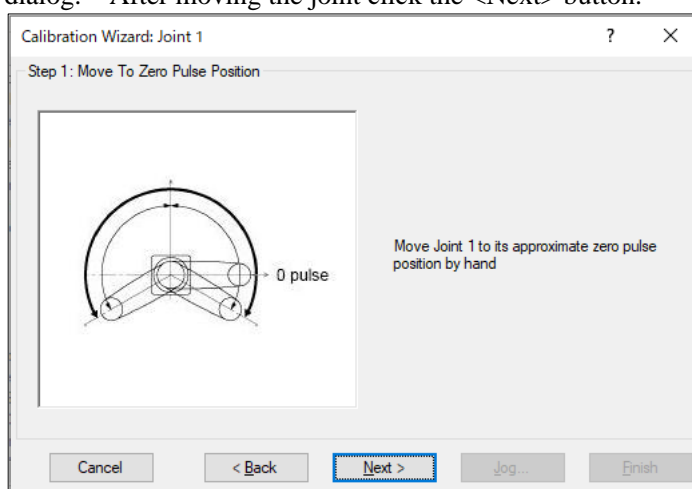 dialog. After moving the joint click the <Next> button.
Calibration Wizard: Joint 1 ? ×
Step 1: Move To Zero Pulse Position
0 pulse
Move Joint 1 to its approximate zero pulse
position by hand
Cancel < Back Next > Jog... Finish